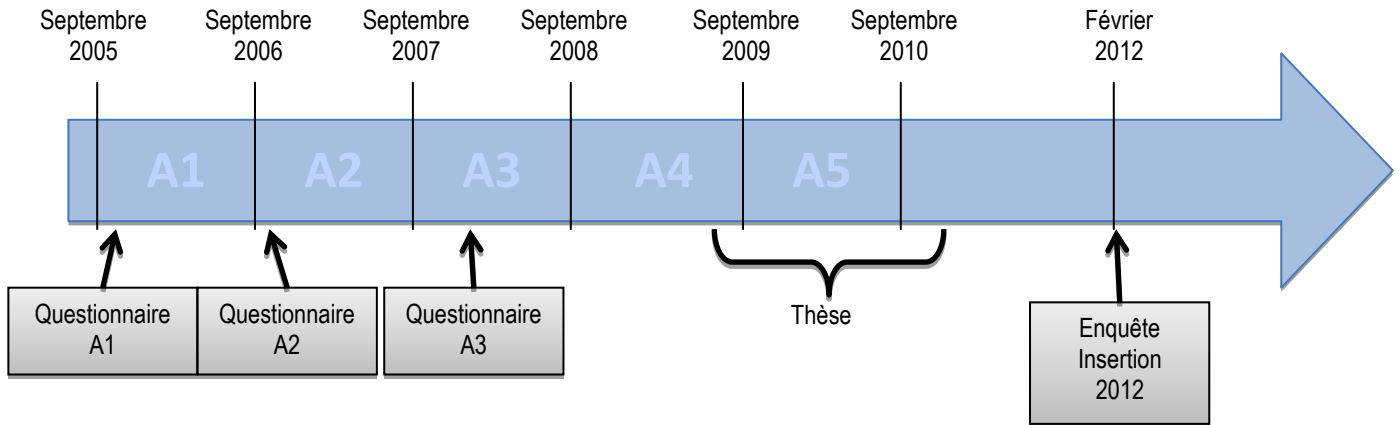 Septembre
2005
Septembre
2006
Septembre
2007
Septembre
2008
Septembre
2009
Septembre
2010
Février
2012
A1
A2
A3
A4
A5
Questionnaire
A1
Questionnaire
A2
Questionnaire
A3
Thèse
Enquête
Insertion
2012